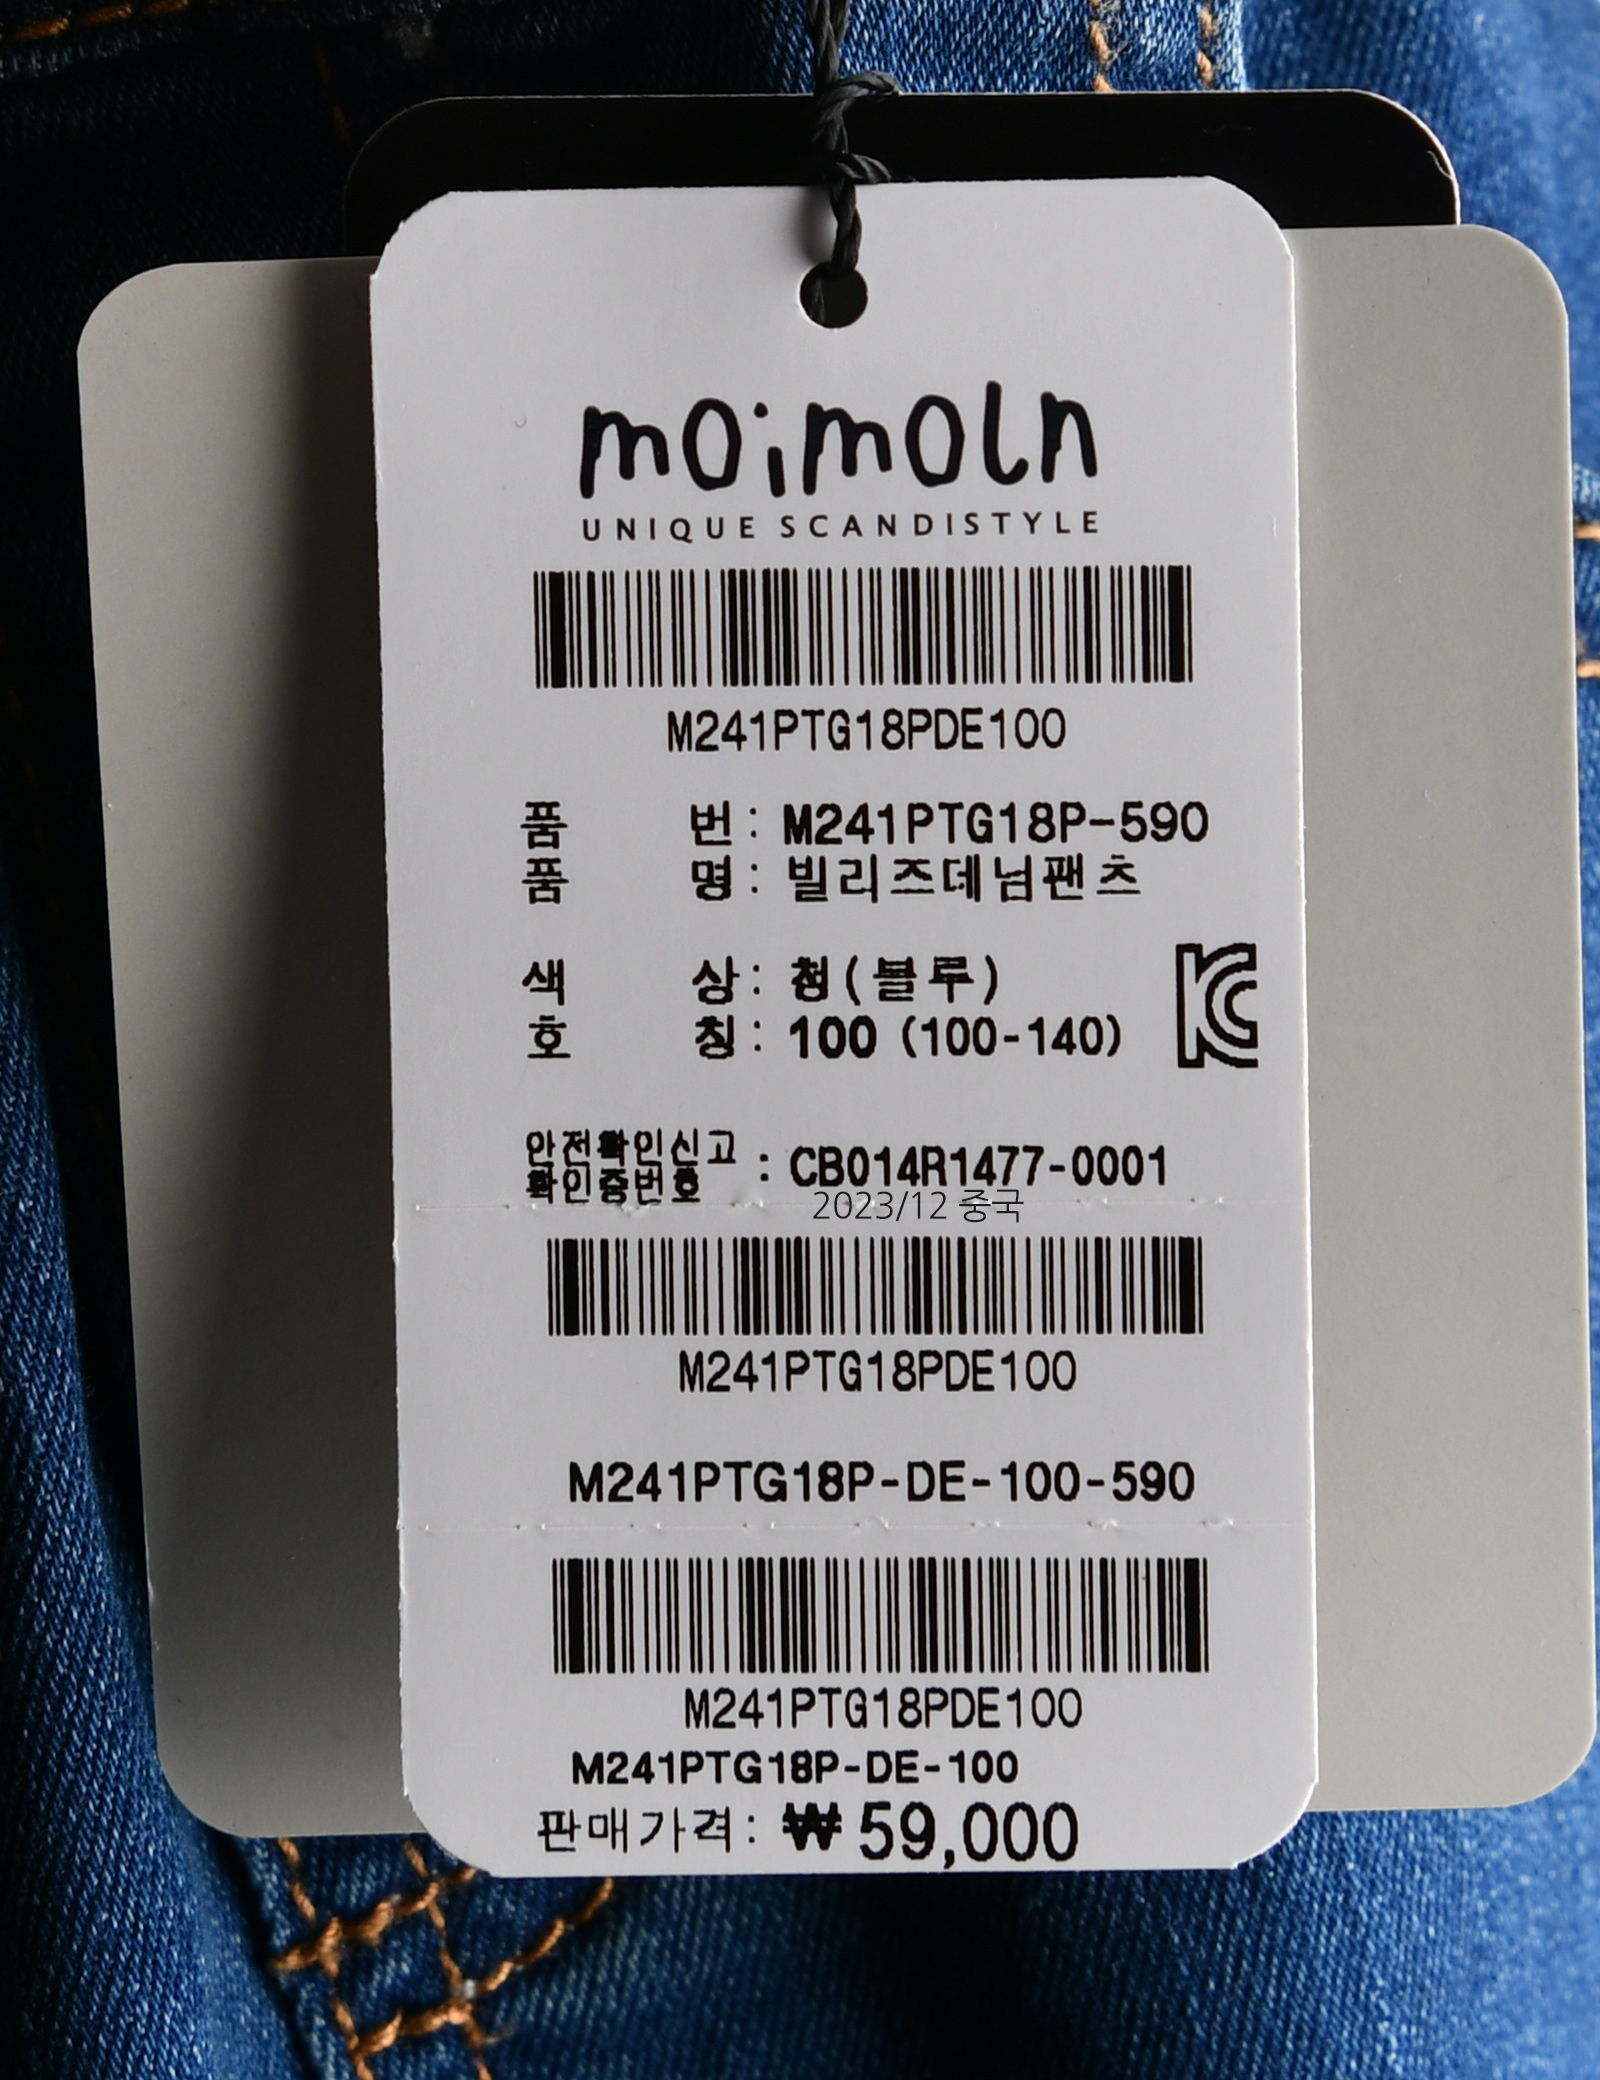 moimoln
UNIQUE SCANDISTYLE
M241PTG18PDE100
품 번: M241PTG18P-590
품 명: 빌리즈데님팬츠
색 상: 청(블루)
호 칭: 100 (100-140)
안전확인신고
확인증번호 : CB014R1477-0001
2023/12 중국
M241PTG18PDE100
M241PTG18P-DE-100-590
M241PTG18PDE100
M241PTG18P-DE-100
판매가격: ₩59,000